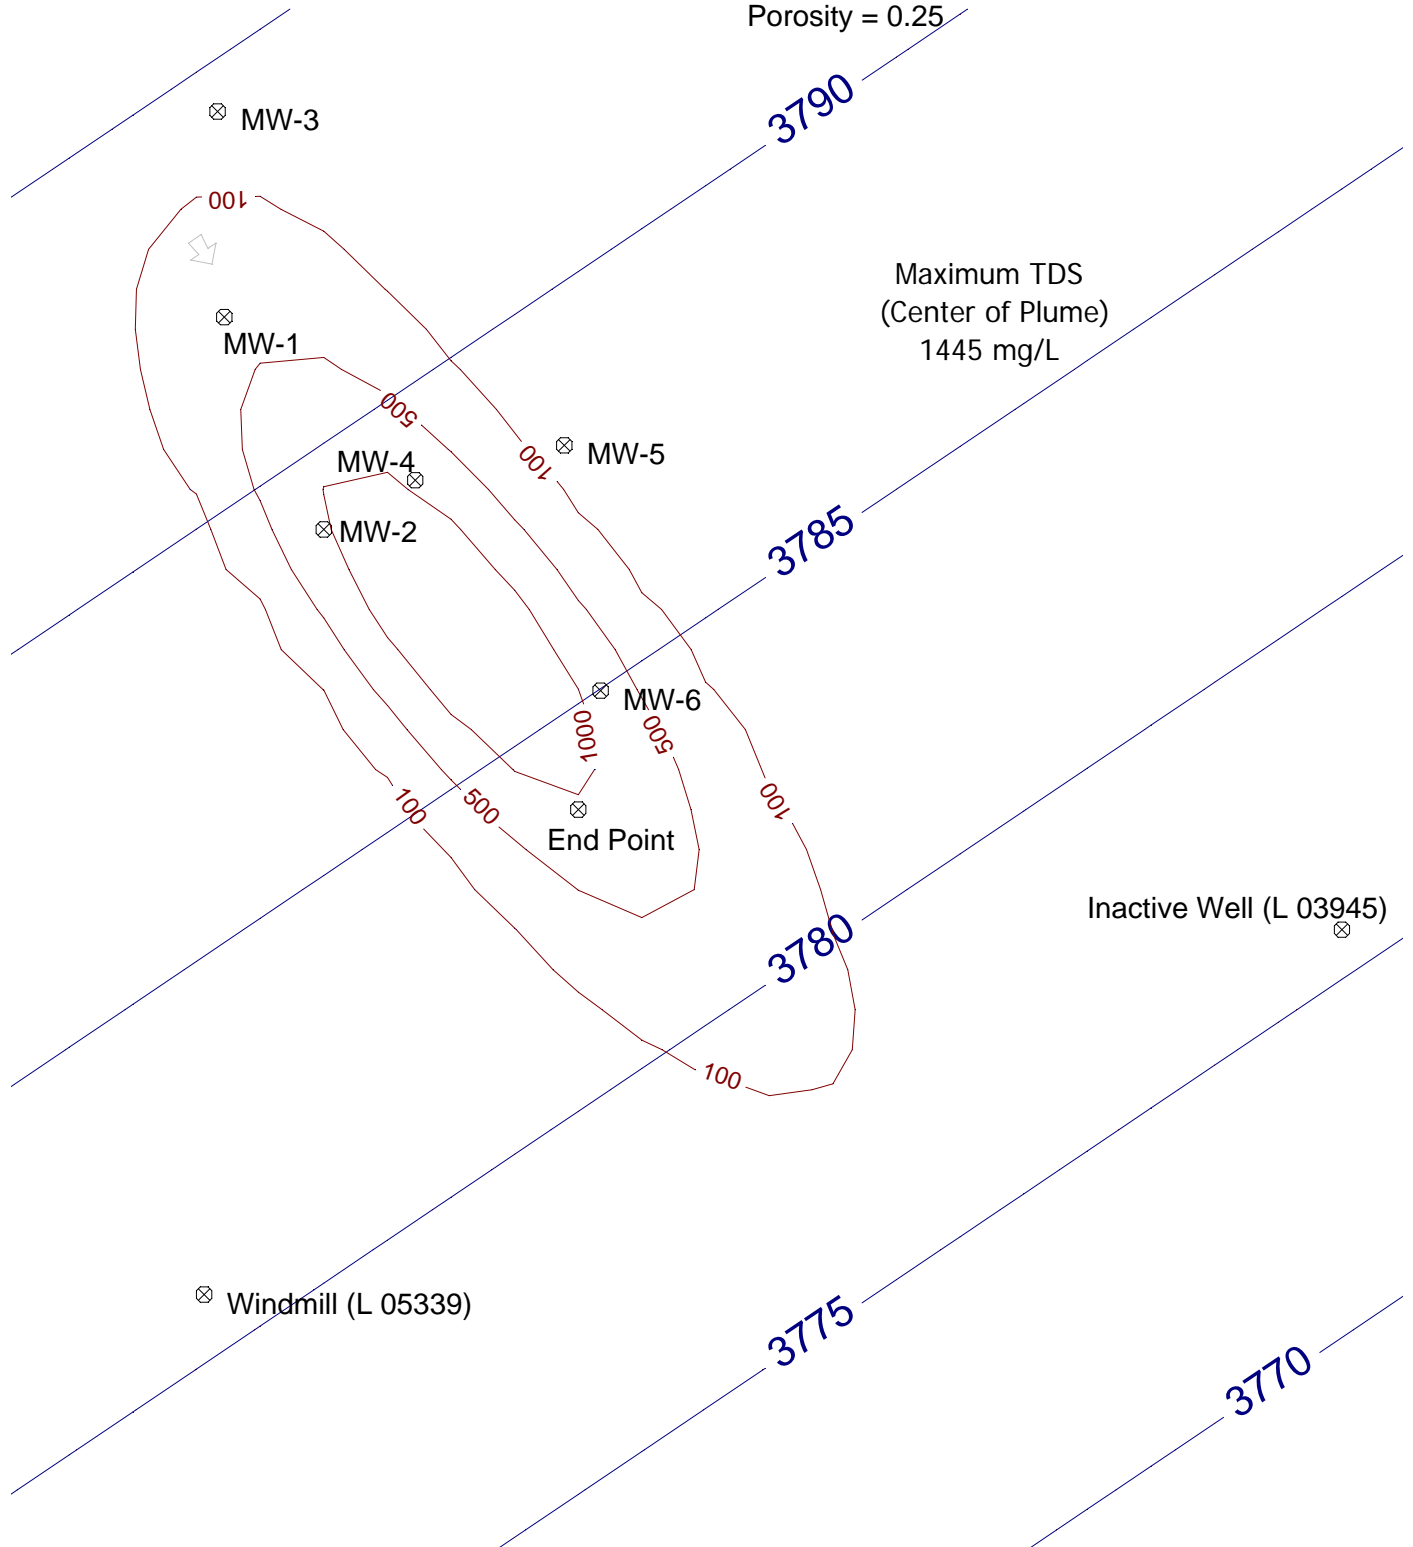 Porosity = 0.25
3790
MW-3
100
Maximum TDS
(Center of Plume)
1445 mg/L
MW-1
500
MW-5
100
MW-4
MW-2
3785
MW-6
1000
500
100
500
100
End Point
Inactive Well (L 03945)
3780
100
Windmill (L 05339)
3775
3770